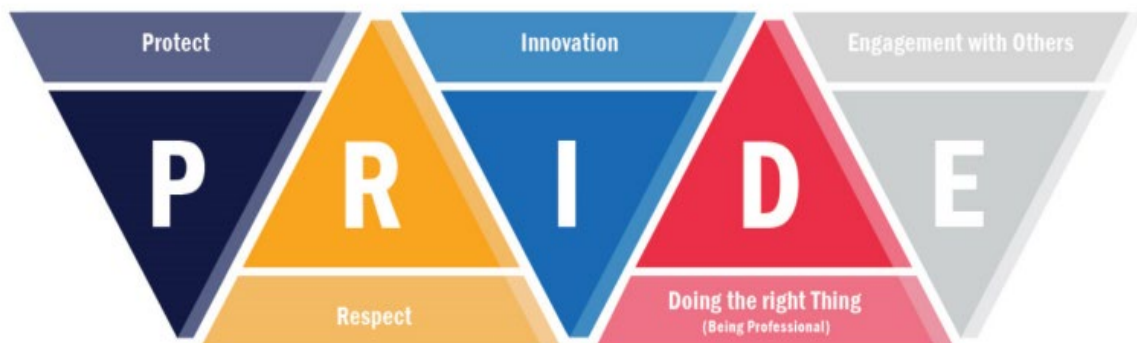 Protect
Innovation
Engagement with Others
P R I D E
Respect
Doing the right Thing
(Being Professional)